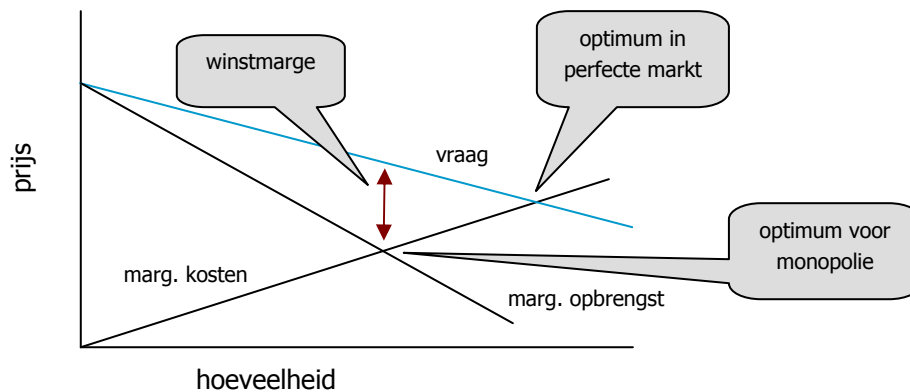 winstmarge
optimum in
perfecte markt
vraag
prijs
optimum voor
monopolie
marg. kosten
marg. opbrengst
hoeveelheid